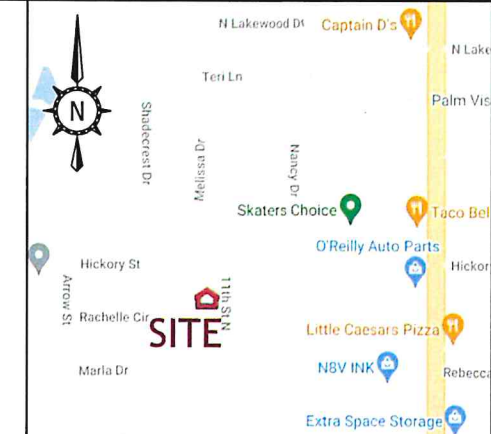 N Lakewood Dr
Captain D's
N Lake
Teri Ln
N
Palm Vis
Shadecrest Dr
Melissa Dr
Nancy Dr
Skaters Choice
Taco Bel
O'Reilly Auto Parts
Hickory St
Hickor
Arrow St
11th St N
Rachelle Cir
SITE
Little Caesars Pizza
Marla Dr
N8V INK
Rebecca
Extra Space Storage